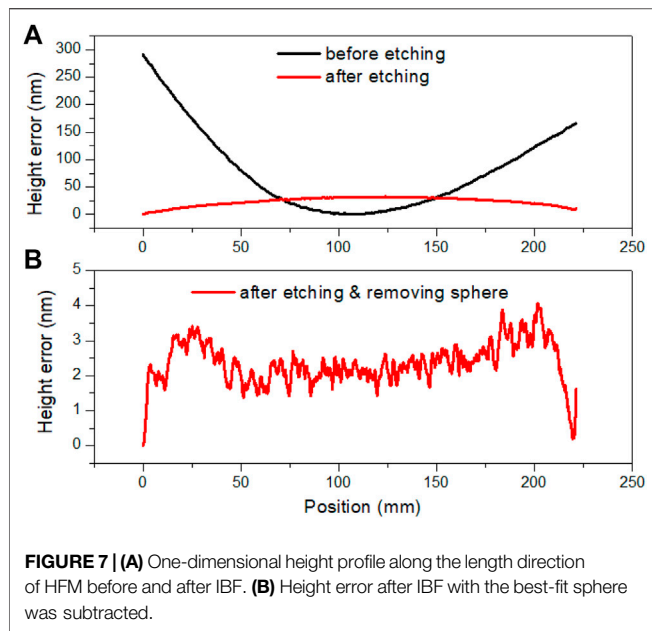 A
Height error (nm)
300
250
200
150
100
50
0
before etching
after etching
0 50 100 150 200 250
B
Height error (nm)
5
4
3
2
1
0
after etching & removing sphere
0 50 100 150 200 250
Position (mm)
FIGURE 7 | (A) One-dimensional height profile along the length direction
of HFM before and after IBF. (B) Height error after IBF with the best-fit sphere
was subtracted.